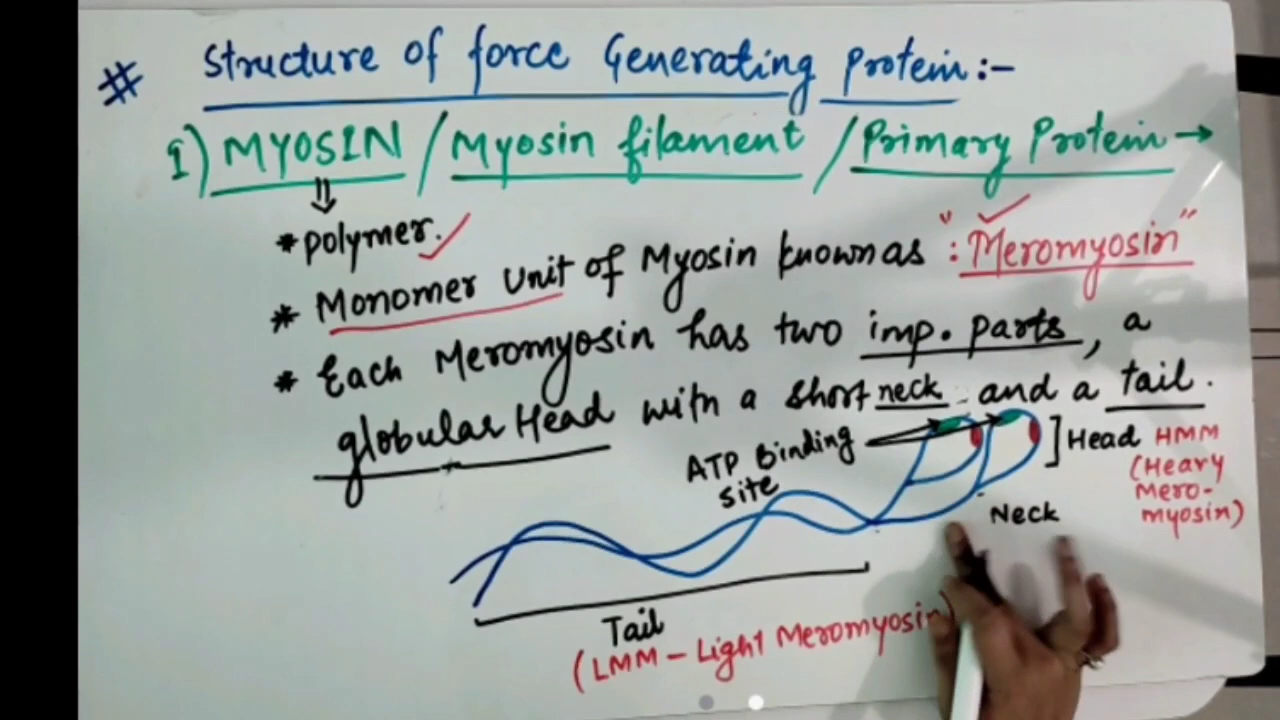 # Structure of force Generating Protein:-
1) MYOSIN / Myosin filament / Primary Protein →
⇓
* Polymer. ✓
* Monomer Unit of Myosin known as ": Meromyosin" ✓
* Each Meromyosin has two imp. parts, a
globular Head with a short neck and a tail.
ATP Binding
site
] Head HMM
(Heavy
Mero-
myosin)
Neck
Tail
(LMM - Light Meromyosin)